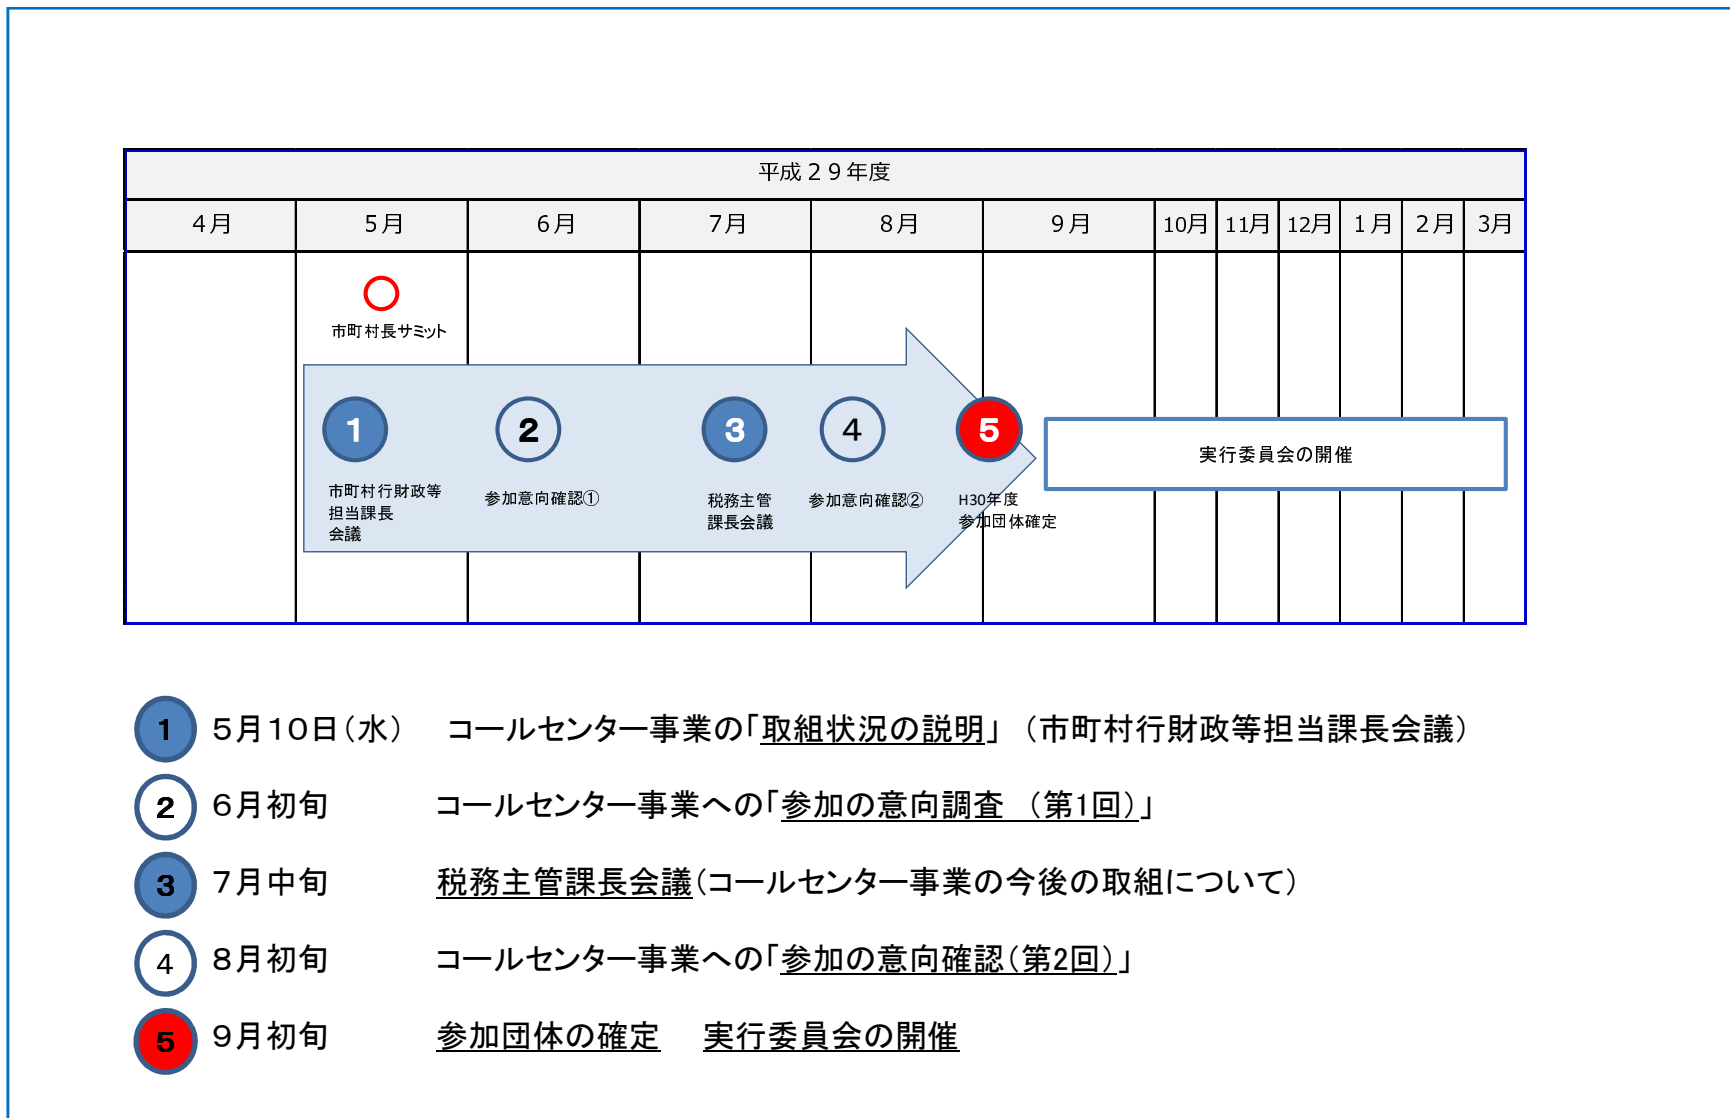 平成２９年度
４月 ５月 ６月 ７月 ８月 ９月 10月 11月 12月 １月 ２月 3月
市町村長サミット
1 2 3 4 5
市町村行財政等
担当課長
会議
参加意向確認①
税務主管
課長会議
参加意向確認②
H30年度
参加団体確定
実行委員会の開催
1 ５月１０日（水） コールセンター事業の「取組状況の説明」（市町村行財政等担当課長会議）
2 ６月初旬 コールセンター事業への「参加の意向調査 （第1回）」
3 ７月中旬 税務主管課長会議（コールセンター事業の今後の取組について）
4 ８月初旬 コールセンター事業への「参加の意向確認（第2回）」
5 ９月初旬 参加団体の確定 実行委員会の開催